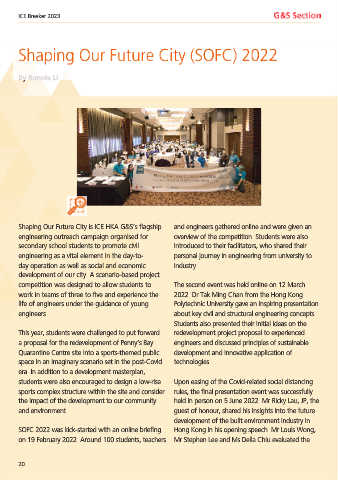 ICE Breaker 2023
G&S Section
Shaping Our Future City (SOFC) 2022
Shaping Our Future City is ICE HKA G&S's flagship
engineering outreach campaign organised for
secondary school students to promote civil
engineering as a vital element in the day-to-
day operation as well as social and economic
development of our city A scenario-based project
competition was designed to allow students to
work in teams of three to five and experience the
life of engineers under the guidance of young
engineers
This year, students were challenged to put forward
a proposal for the redevelopment of Penny's Bay
Quarantine Centre site into a sports-themed public
space in an imaginary scenario set in the post-Covid
era In addition to a development masterplan,
students were also encouraged to design a low-rise
sports complex structure within the site and consider
the impact of the development to our community
and environment
SOFC 2022 was kick-started with an online briefing
on 19 February 2022 Around 100 students, teachers
and engineers gathered online and were given an
overview of the competition Students were also
introduced to their facilitators, who shared their
personal journey in engineering from university to
industry
The second event was held online on 12 March
2022 Dr Tak Ming Chan from the Hong Kong
Polytechnic University gave an inspiring presentation
about key civil and structural engineering concepts
Students also presented their initial ideas on the
redevelopment project proposal to experienced
engineers and discussed principles of sustainable
development and innovative application of
technologies
Upon easing of the Covid-related social distancing
rules, the final presentation event was successfully
held in person on 5 June 2022 Mr Ricky Lau, JP, the
guest of honour, shared his insights into the future
development of the built environment industry in
Hong Kong in his opening speech Mr Louis Wong,
Mr Stephen Lee and Ms Delia Chiu evaluated the
20